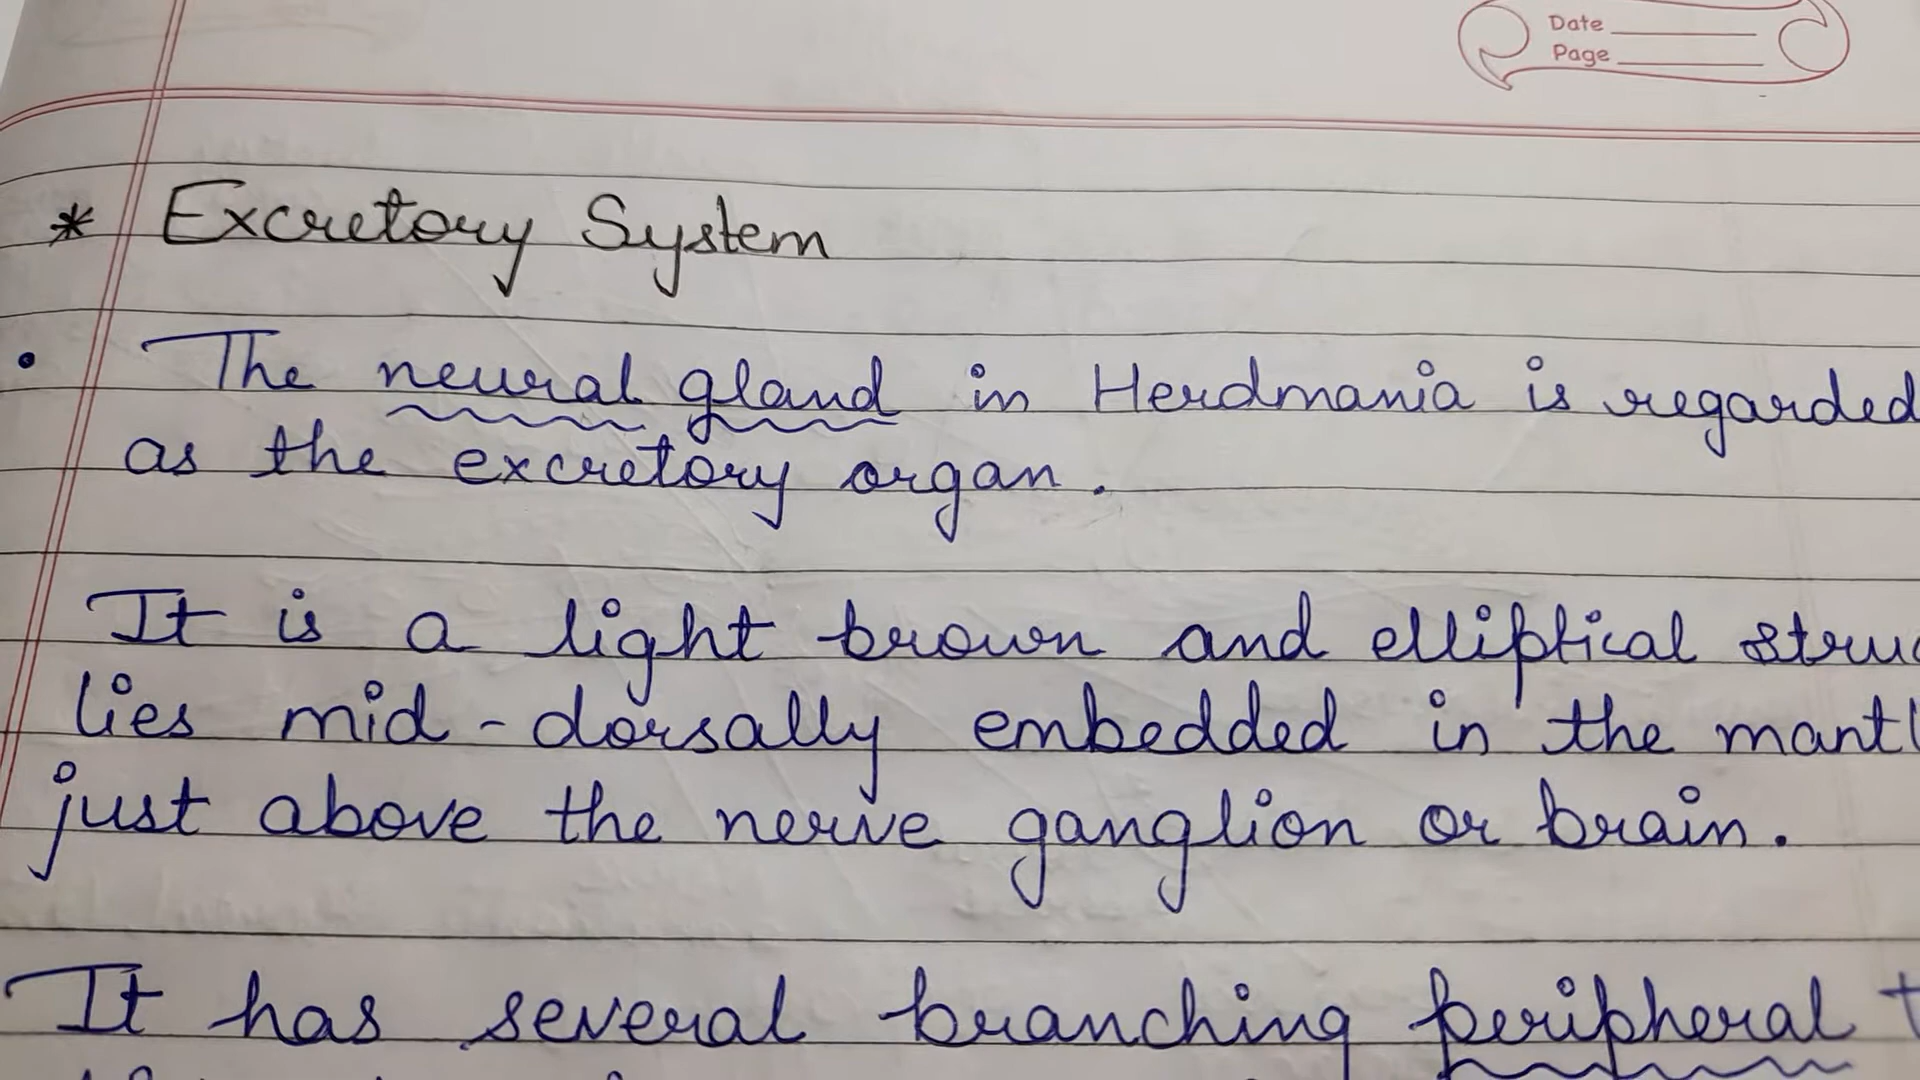 Date
Page
* Excretory System
• The neural gland in Herdmania is regarded
as the excretory organ.
It is a light brown and elliptical struc
lies mid-dorsally embedded in the mantl
just above the nerve ganglion or brain.
It has several branching peripheral t